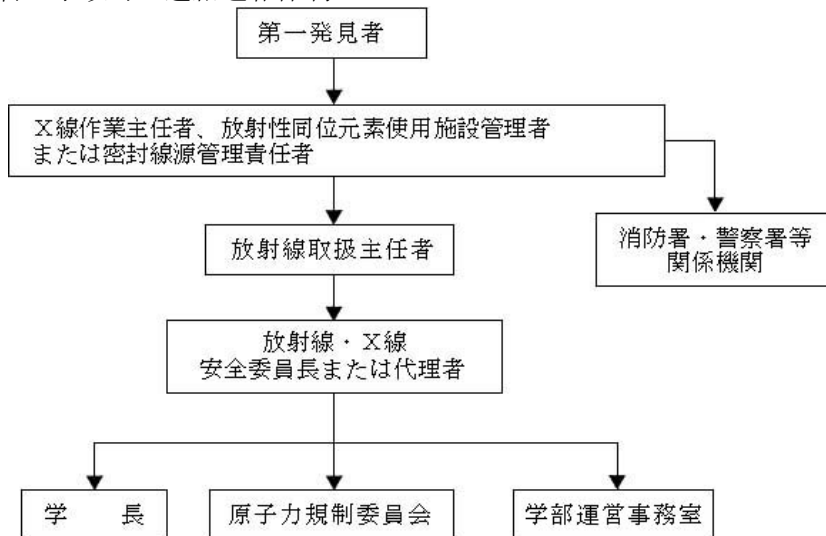 第一発見者
X線作業主任者、放射性同位元素使用施設管理者
または密封線源管理責任者
消防署・警察署等
関係機関
放射線取扱主任者
放射線・X線
安全委員長または代理者
学　　長
原子力規制委員会
学部運営事務室